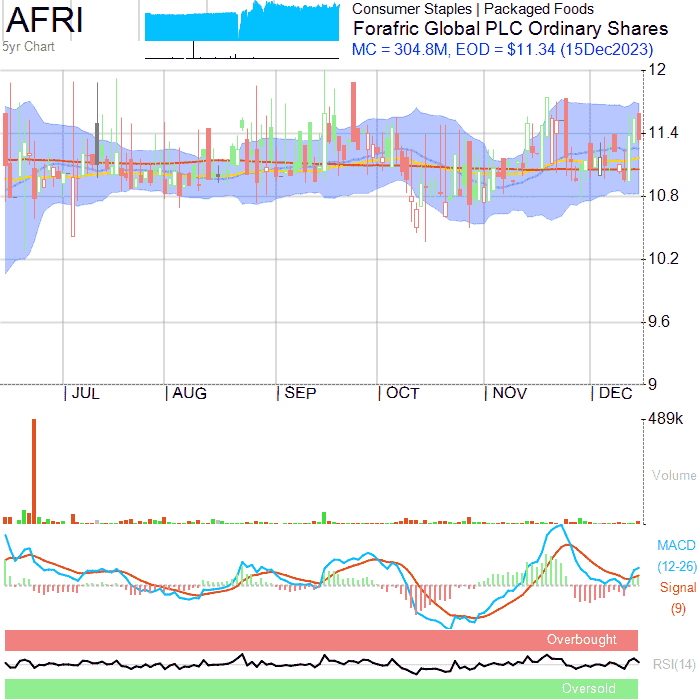 AFRI
5yr Chart
Consumer Staples | Packaged Foods
Forafric Global PLC Ordinary Shares
MC = 304.8M, EOD = $11.34 (15Dec2023)
12
11.4
10.8
10.2
9.6
9
JUL AUG SEP OCT NOV DEC
489k
Volume
MACD
(12-26)
Signal
(9)
Overbought
RSI(14)
Oversold